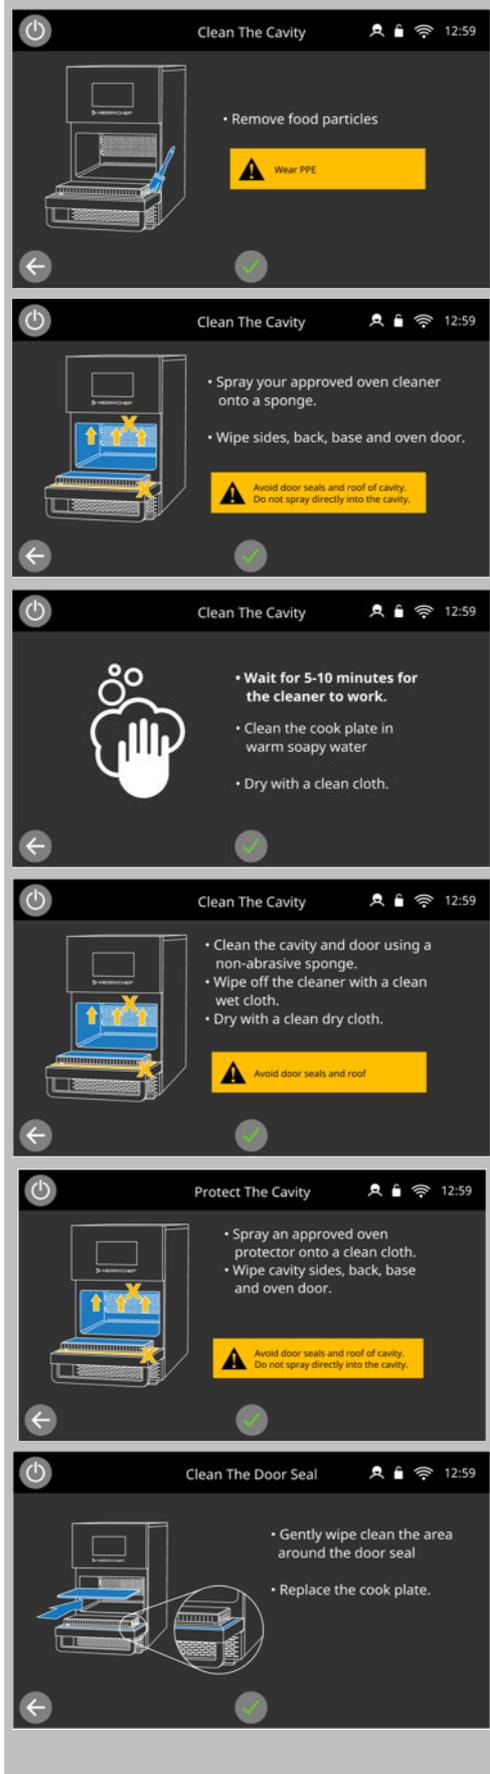 Clean The Cavity
12:59
MERRYCHEF
• Remove food particles
Wear PPE
Clean The Cavity
12:59
MERRYCHEF
• Spray your approved oven cleaner
onto a sponge.
• Wipe sides, back, base and oven door.
Avoid door seals and roof of cavity.
Do not spray directly into the cavity.
Clean The Cavity
12:59
• Wait for 5-10 minutes for
the cleaner to work.
• Clean the cook plate in
warm soapy water
• Dry with a clean cloth.
Clean The Cavity
12:59
MERRYCHEF
• Clean the cavity and door using a
non-abrasive sponge.
• Wipe off the cleaner with a clean
wet cloth.
• Dry with a clean dry cloth.
Avoid door seals and roof
Protect The Cavity
12:59
MERRYCHEF
• Spray an approved oven
protector onto a clean cloth.
• Wipe cavity sides, back, base
and oven door.
Avoid door seals and roof of cavity.
Do not spray directly into the cavity.
Clean The Door Seal
12:59
MERRYCHEF
• Gently wipe clean the area
around the door seal
• Replace the cook plate.